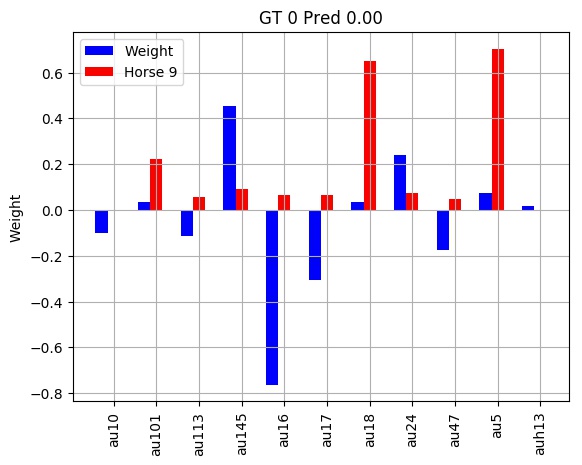 GT 0 Pred 0.00
Weight
Horse 9
0.6
0.4
0.2
0.0
−0.2
−0.4
−0.6
−0.8
Weight
au10
au101
au113
au145
au16
au17
au18
au24
au47
au5
auh13